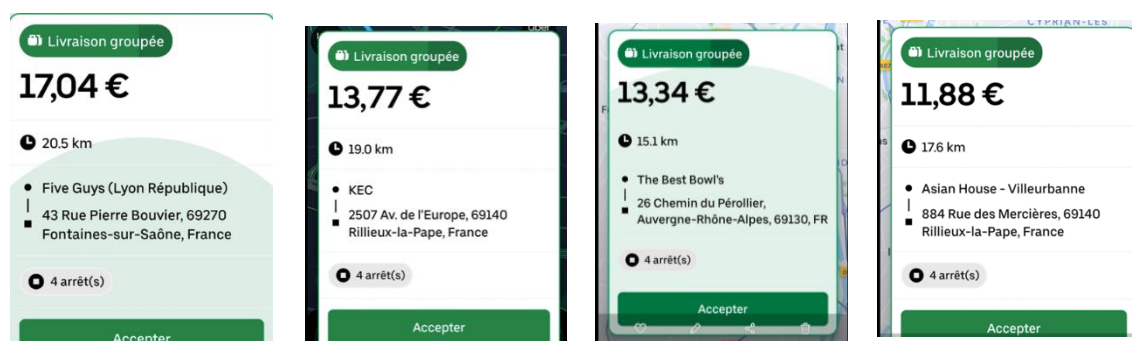 Livraison groupée
17,04 €
20.5 km
Five Guys (Lyon République)
43 Rue Pierre Bouvier, 69270
Fontaines-sur-Saône, France
4 arrêt(s)
Accepter
Livraison groupée
13,77 €
19.0 km
KEC
2507 Av. de l'Europe, 69140
Rillieux-la-Pape, France
4 arrêt(s)
Accepter
Livraison groupée
13,34 €
15.1 km
The Best Bowl's
26 Chemin du Pérollier,
Auvergne-Rhône-Alpes, 69130, FR
4 arrêt(s)
Accepter
CYPRIAN-LES
Livraison groupée
11,88 €
17.6 km
Asian House - Villeurbanne
884 Rue des Mercières, 69140
Rillieux-la-Pape, France
4 arrêt(s)
Accepter